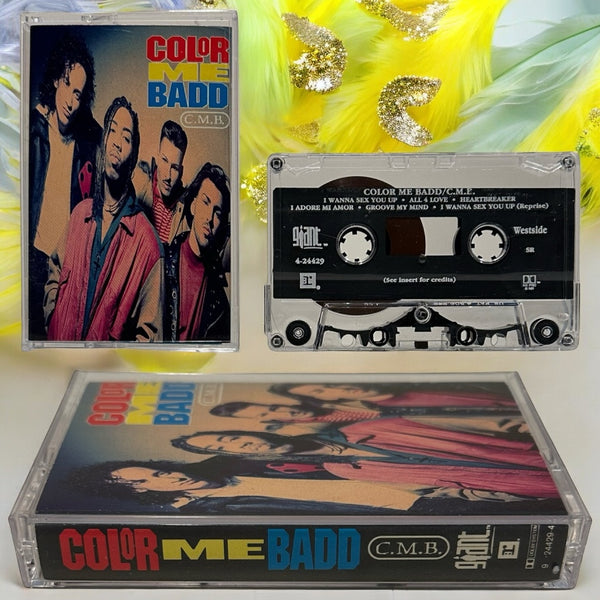 COLOR
ME
BADD
C.M.B.
COLOR ME BADD/C.M.B.
I WANNA SEX YOU UP • ALL 4 LOVE • HEARTBREAKER
I ADORE MI AMOR • GROOVE MY MIND • I WANNA SEX YOU UP (Reprise)
giant
4-24429
Westside
SR
(See insert for credits)
COLOR
ME
BADD
C.M.B.
COLOR ME BADD C.M.B. giant 9 24429-4